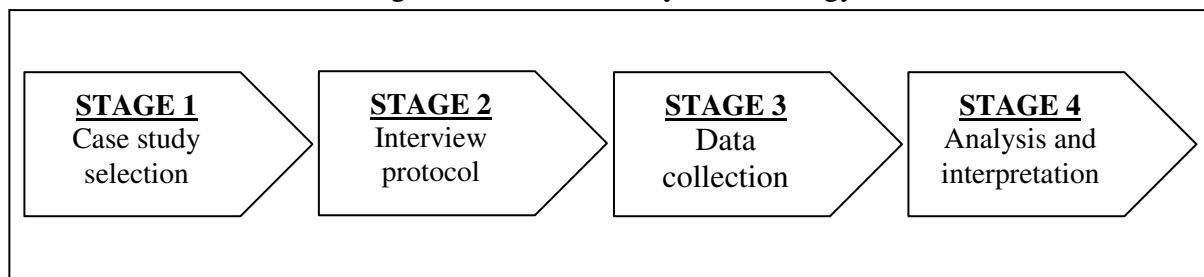 STAGE 1
Case study
selection
STAGE 2
Interview
protocol
STAGE 3
Data
collection
STAGE 4
Analysis and
interpretation